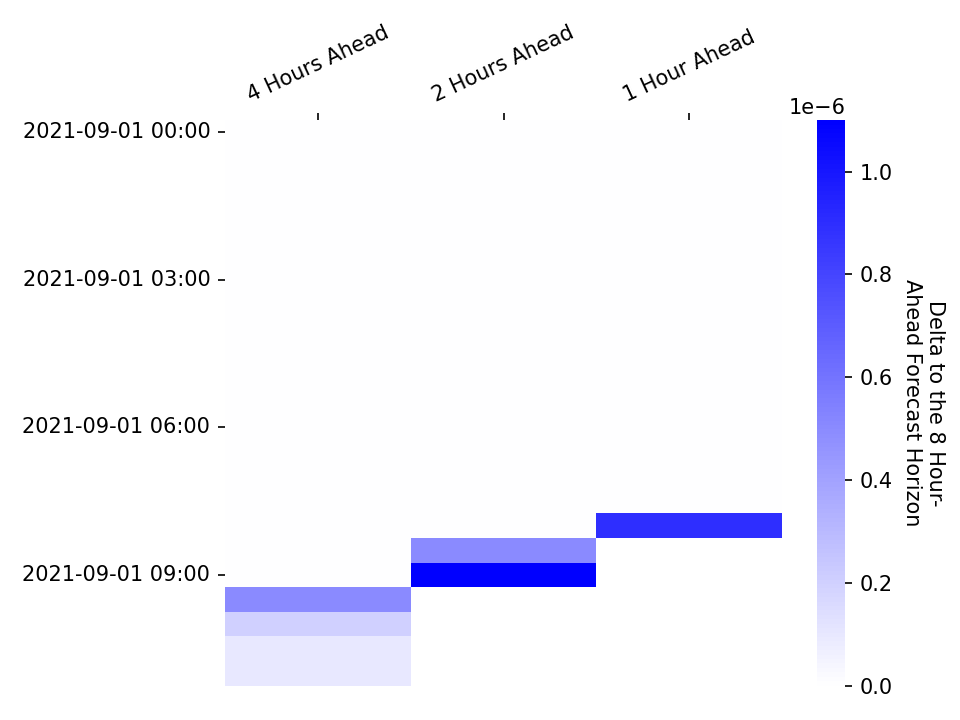 4 Hours Ahead
2 Hours Ahead
1 Hour Ahead
1e−6
2021-09-01 00:00
2021-09-01 03:00
2021-09-01 06:00
2021-09-01 09:00
1.0
0.8
0.6
0.4
0.2
0.0
Delta to the 8 Hour-
Ahead Forecast Horizon